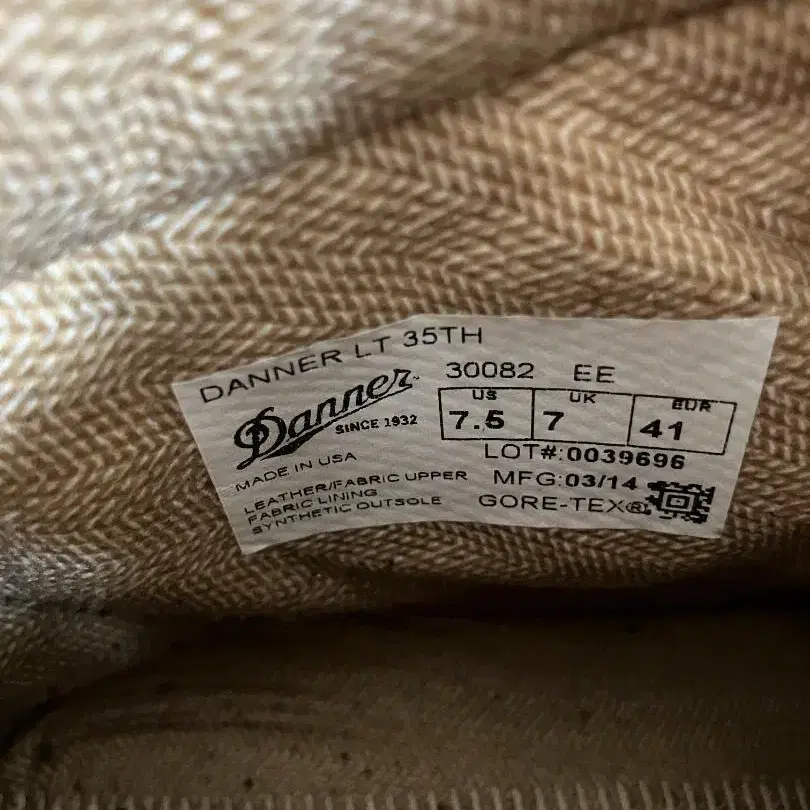 DANNER LT 35TH
30082 EE
Danner™
SINCE 1932
US UK EUR
7.5 7 41
MADE IN USA
LOT#:0039696
LEATHER/FABRIC UPPER
MFG:03/14
FABRIC LINING
SYNTHETIC OUTSOLE
GORE-TEX®